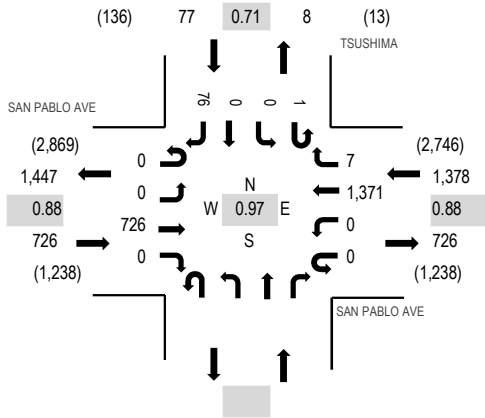 (136) 77 0.71 8 (13)
TSUSHIMA
76 0 0 1
SAN PABLO AVE
(2,869) 0 7 (2,746)
1,447 0 1,371 1,378
0.88 N W 0.97 E S 0.88
726 726 0 726
(1,238) 0 0 (1,238)
SAN PABLO AVE